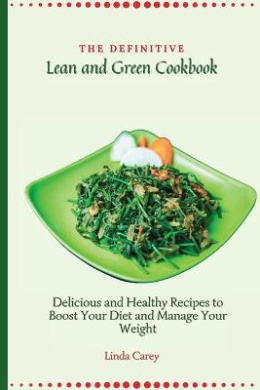 THE DEFINITIVE
Lean and Green Cookbook
Delicious and Healthy Recipes to
Boost Your Diet and Manage Your
Weight
Linda Carey